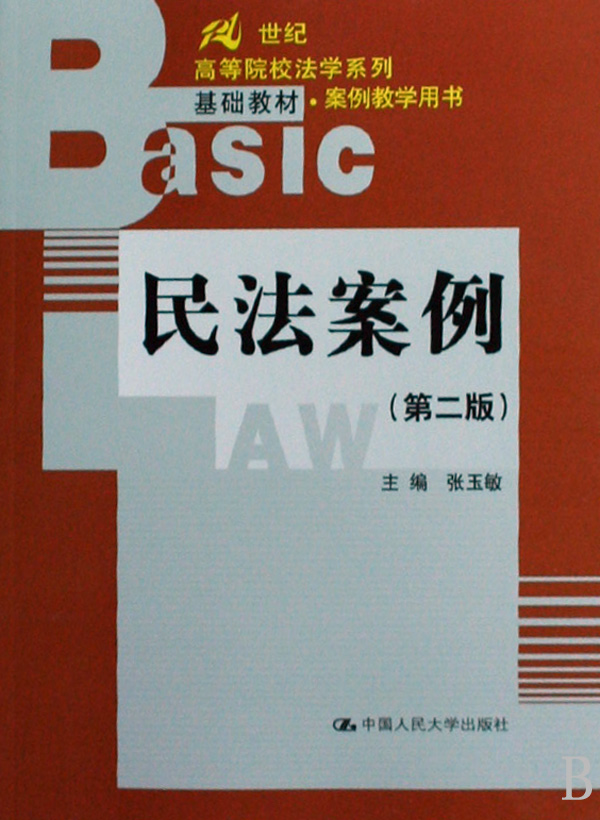 21 世纪
高等院校法学系列
基础教材·案例教学用书
Basic
民法案例
（第二版）
LAW
主编 张玉敏
中国人民大学出版社
B